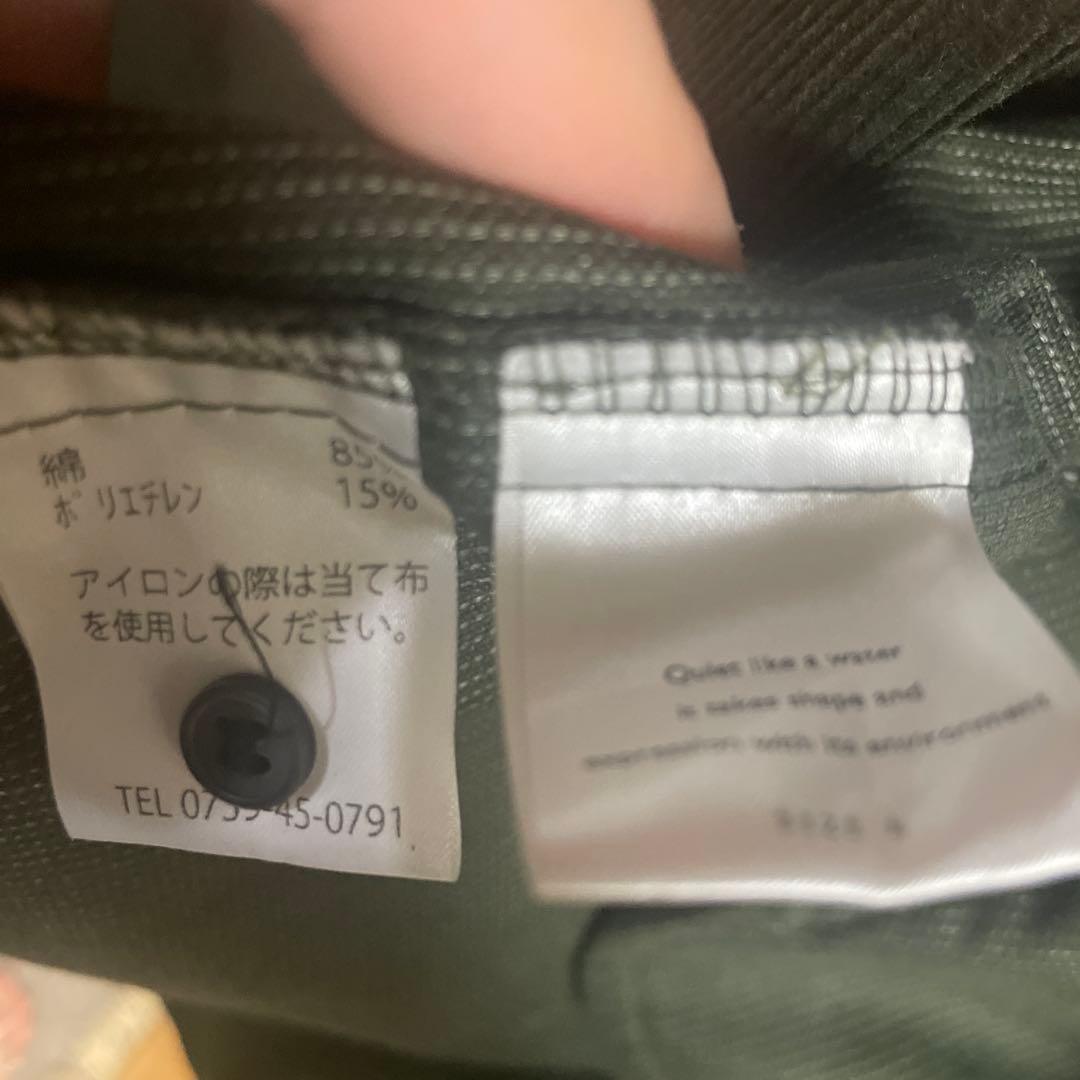 綿 85%
ポリエチレン 15%
アイロンの際は当て布
を使用してください。
TEL 0739-45-0791
Quiet like a water
it takes shape and
expression with its environment